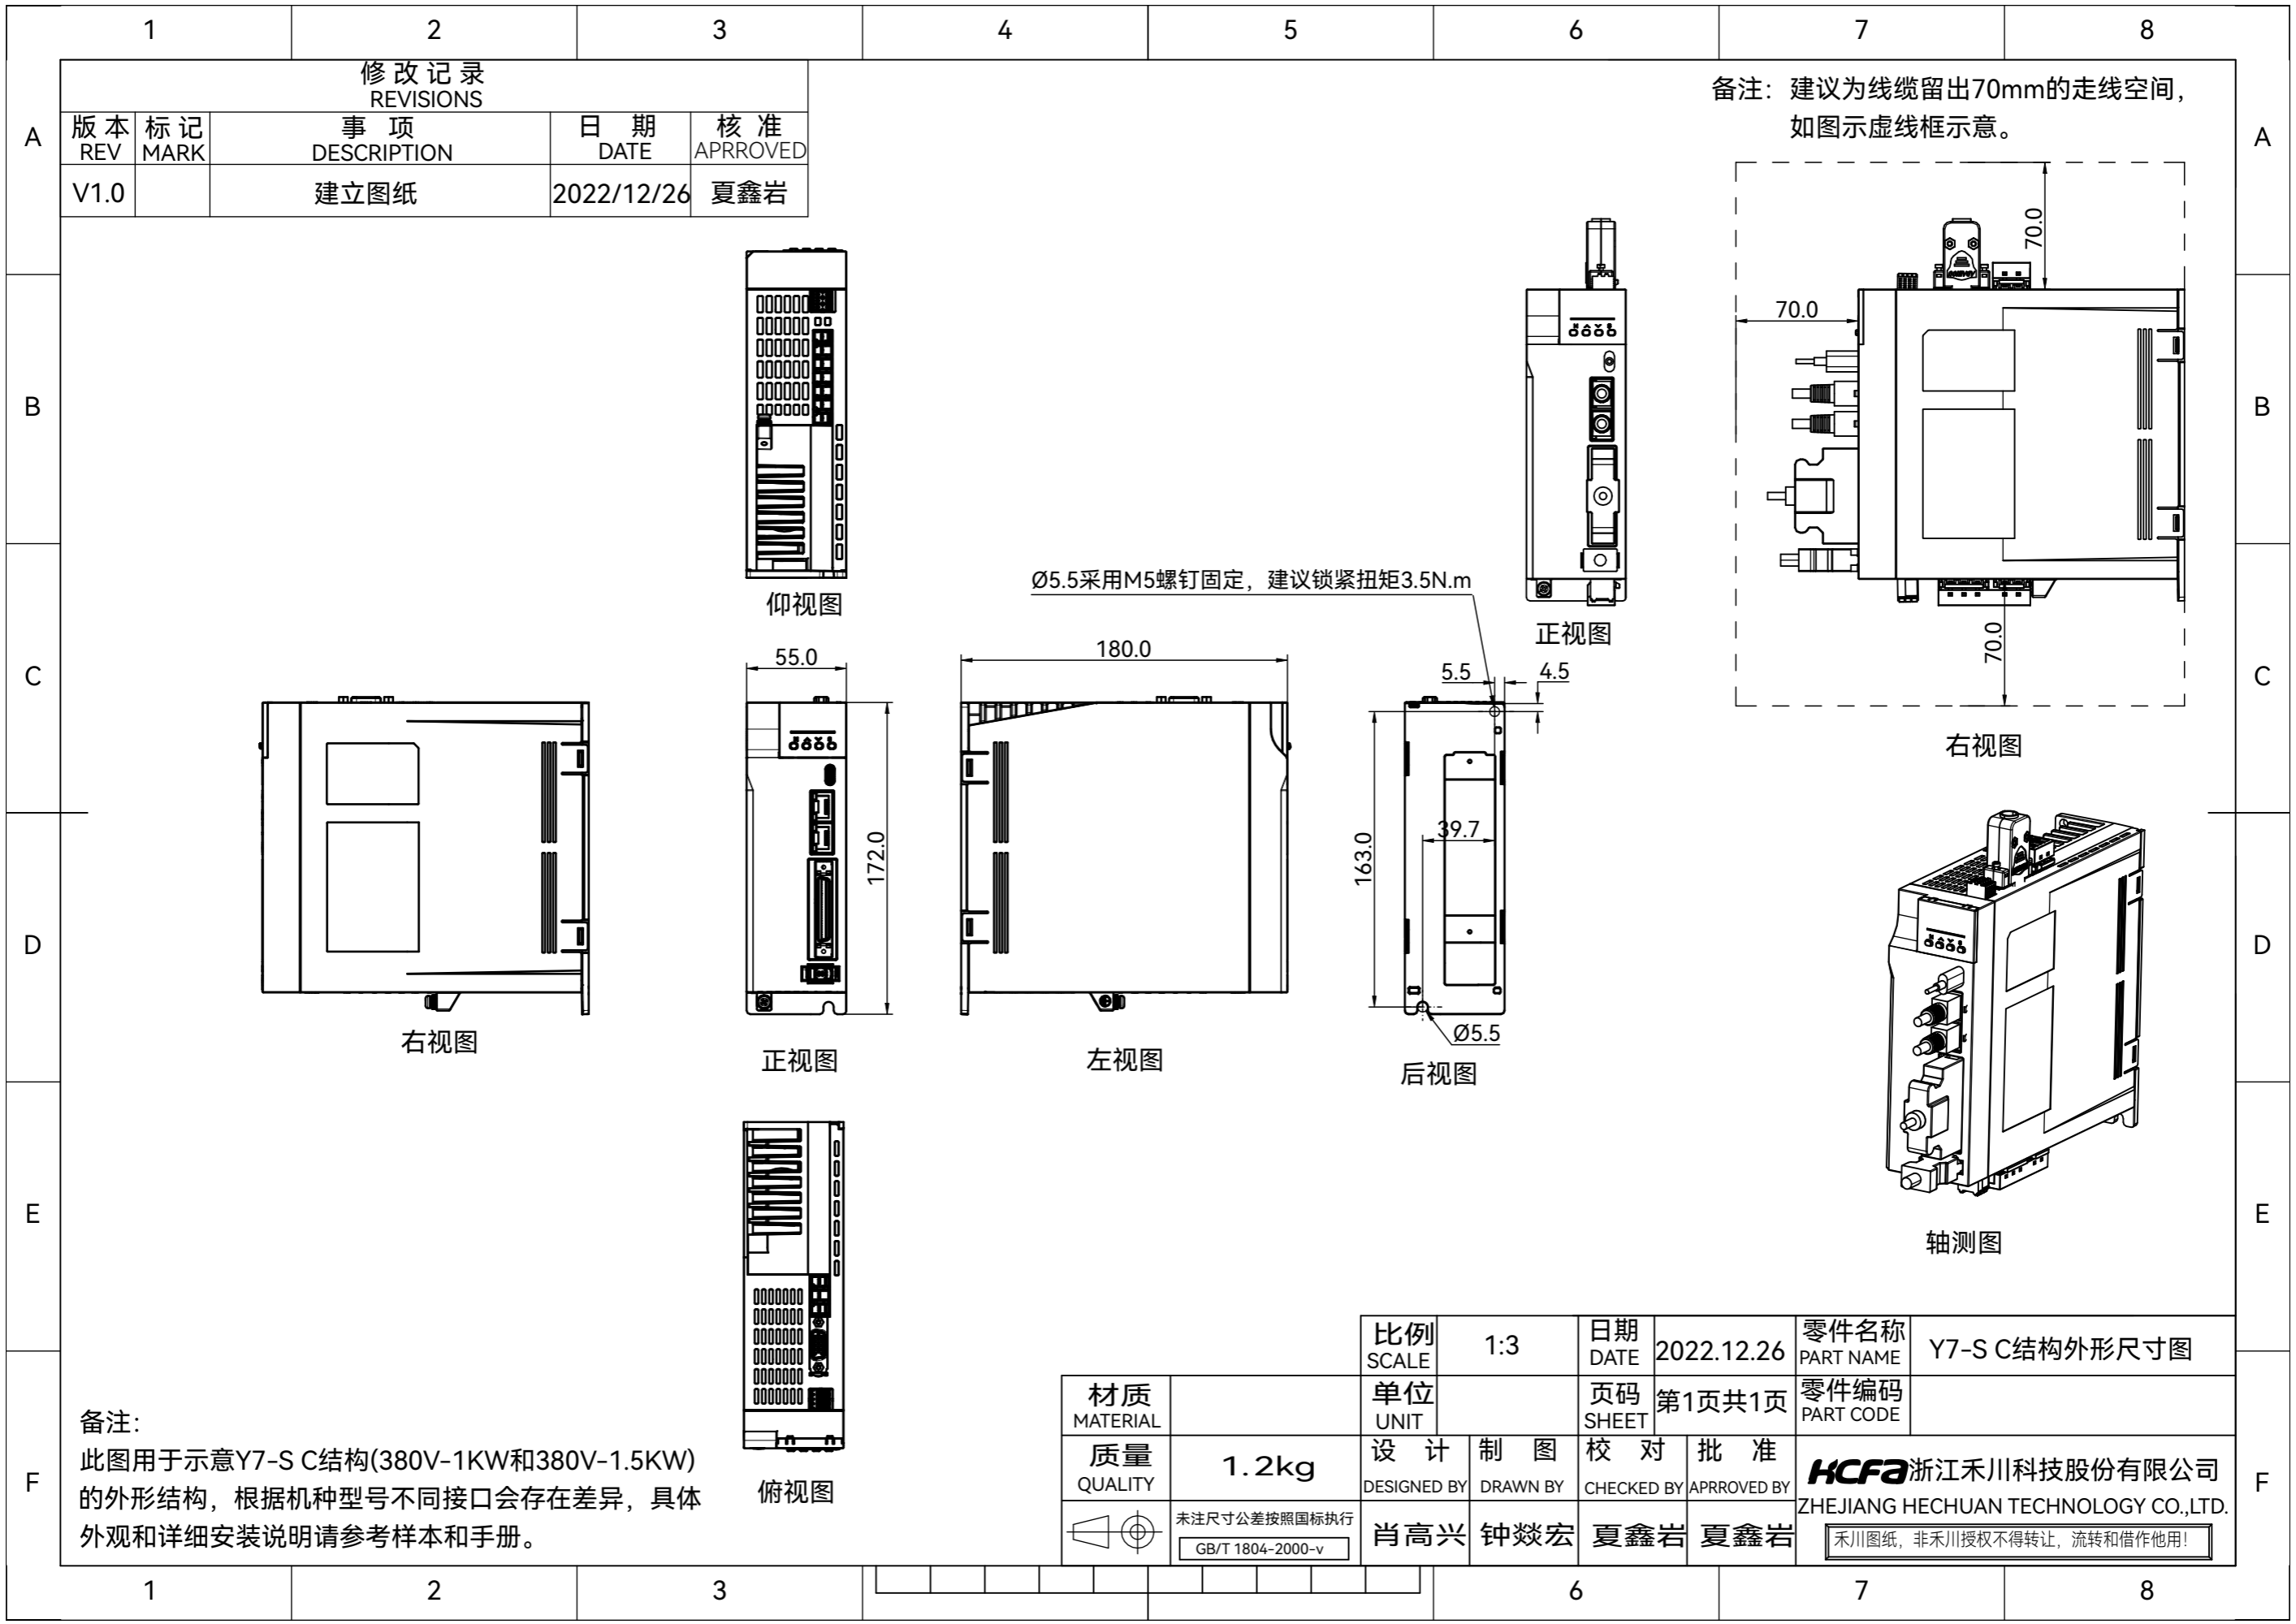 1 2 3 4 5 6 7 8
修改记录
REVISIONS
版本 标记 事 项 日 期 核 准
REV MARK DESCRIPTION DATE APRROVED
V1.0 建立图纸 2022/12/26 夏鑫岩
备注：建议为线缆留出70mm的走线空间，
如图示虚线框示意。
A A
B B
C C
D D
E E
F F
70.0
70.0
70.0
仰视图
正视图
右视图
Ø5.5采用M5螺钉固定，建议锁紧扭矩3.5N.m
55.0
172.0
180.0
5.5
4.5
163.0
39.7
Ø5.5
右视图
正视图
左视图
后视图
轴测图
俯视图
备注：
此图用于示意Y7-S C结构(380V-1KW和380V-1.5KW)
的外形结构，根据机种型号不同接口会存在差异，具体
外观和详细安装说明请参考样本和手册。
比例 1:3 日期 2022.12.26 零件名称 Y7-S C结构外形尺寸图
SCALE DATE PART NAME
材质 单位 页码 第1页共1页 零件编码
MATERIAL UNIT SHEET PART CODE
质量 1.2kg 设 计 制 图 校 对 批 准
QUALITY DESIGNED BY DRAWN BY CHECKED BY APRROVED BY
HCFA浙江禾川科技股份有限公司
ZHEJIANG HECHUAN TECHNOLOGY CO.,LTD.
未注尺寸公差按照国标执行
GB/T 1804-2000-v
肖高兴 钟燚宏 夏鑫岩 夏鑫岩
禾川图纸，非禾川授权不得转让，流转和借作他用！
1 2 3 6 7 8